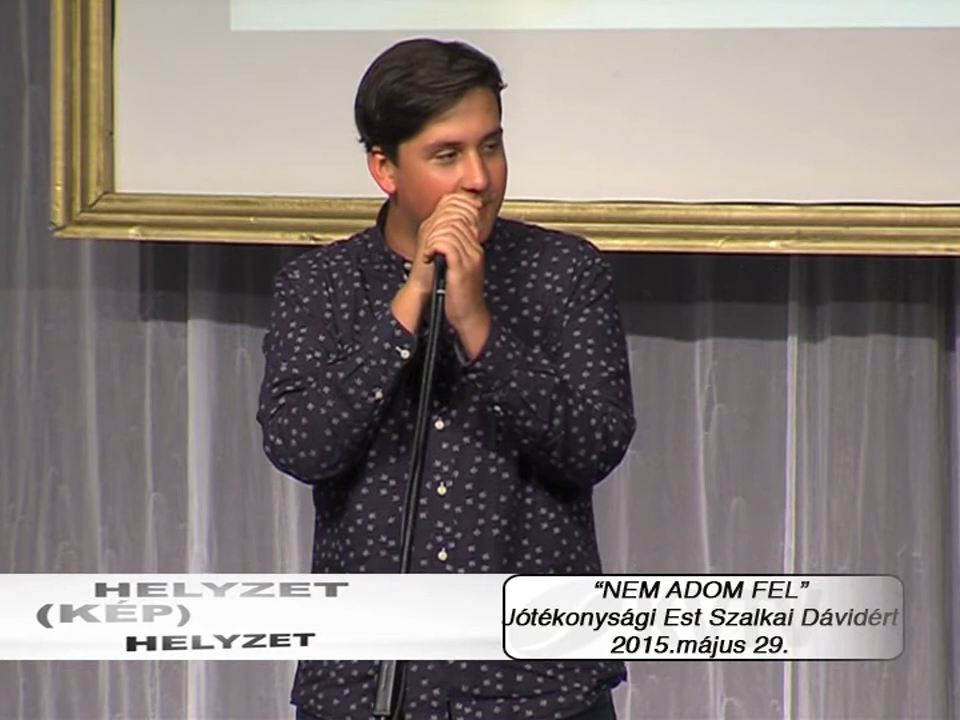 HELYZET
(KÉP)
HELYZET
“NEM ADOM FEL”
Jótékonysági Est Szalkai Dávidért
2015.május 29.